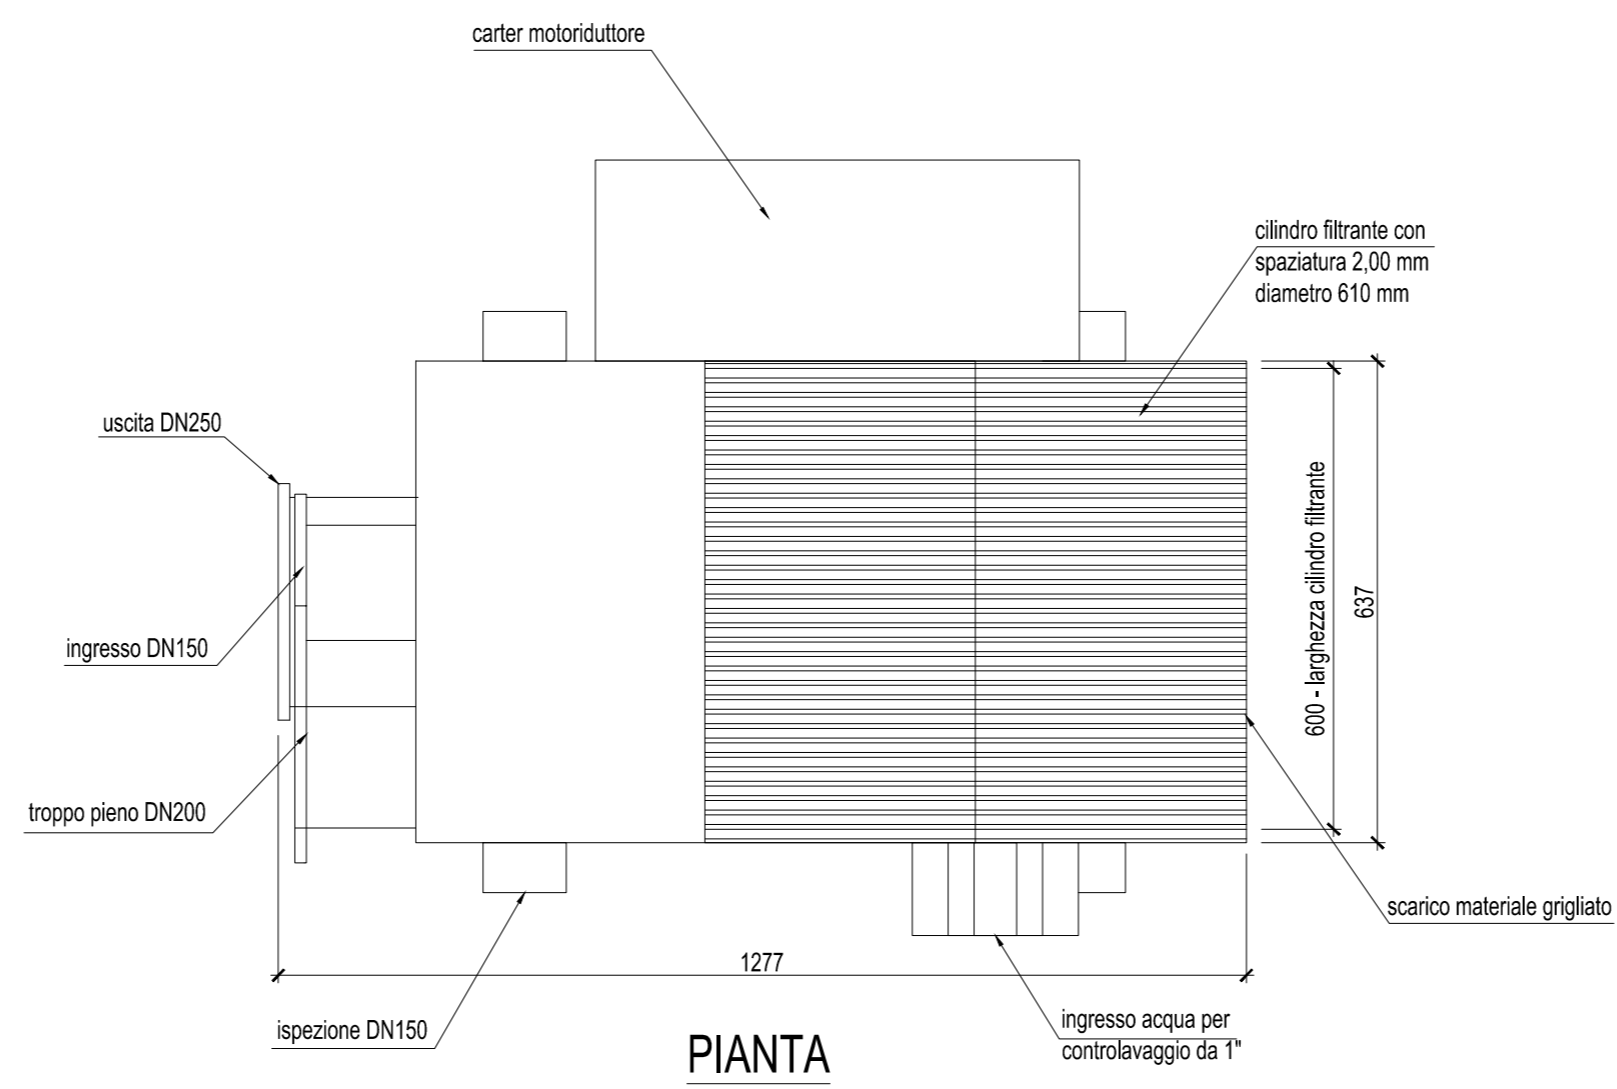 carter motoriduttore
cilindro filtrante con
spaziatura 2,00 mm
diametro 610 mm
uscita DN250
600 - larghezza cilindro filtrante
637
ingresso DN150
troppo pieno DN200
scarico materiale grigliato
1277
ispezione DN150
ingresso acqua per
controlavaggio da 1"
PIANTA